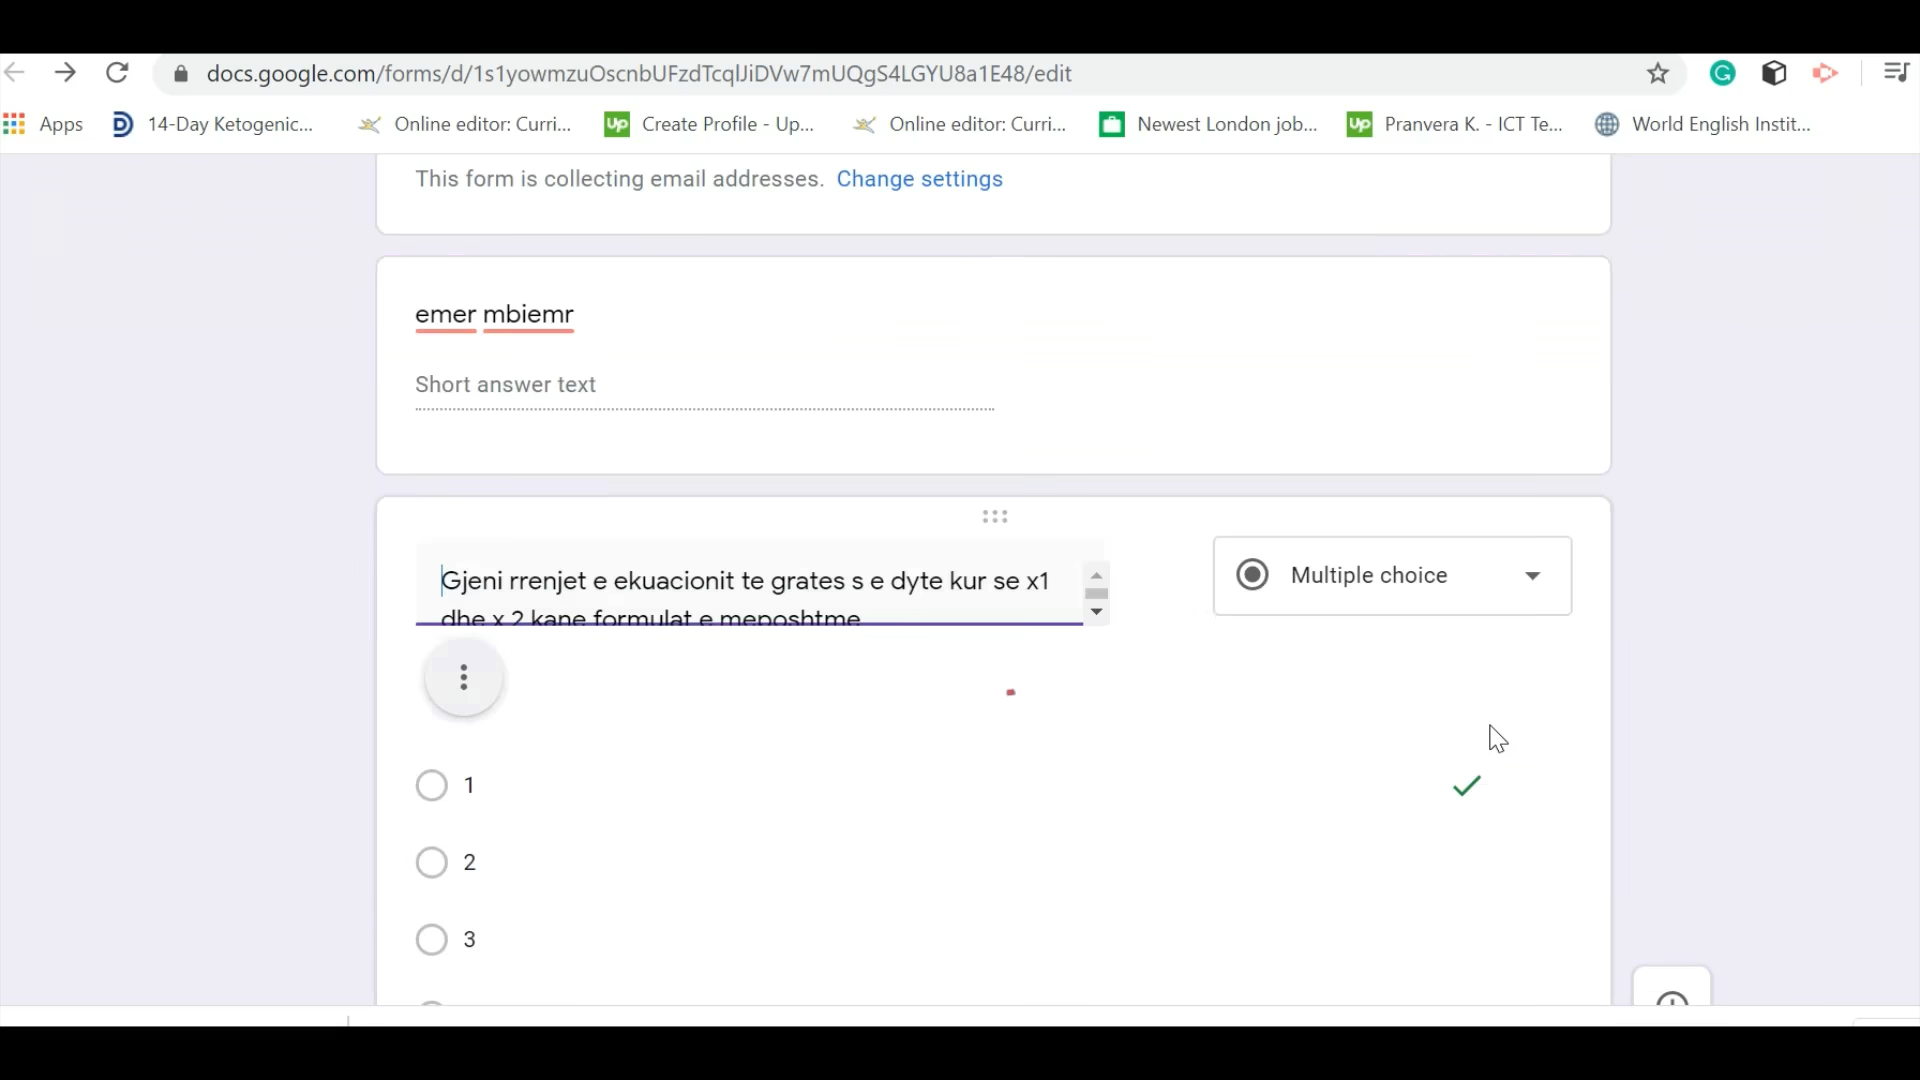 docs.google.com/forms/d/1s1yowmzuOscnbUFzdTcqlJiDVw7mUQgS4LGYU8a1E48/edit
Apps 14-Day Ketogenic... Online editor: Curri... Create Profile - Up... Online editor: Curri... Newest London job... Pranvera K. - ICT Te... World English Instit...
This form is collecting email addresses. Change settings
emer mbiemr
Short answer text
Gjeni rrenjet e ekuacionit te grates s e dyte kur se x1
dhe x 2 kane formulat e meposhtme
Multiple choice
1
2
3